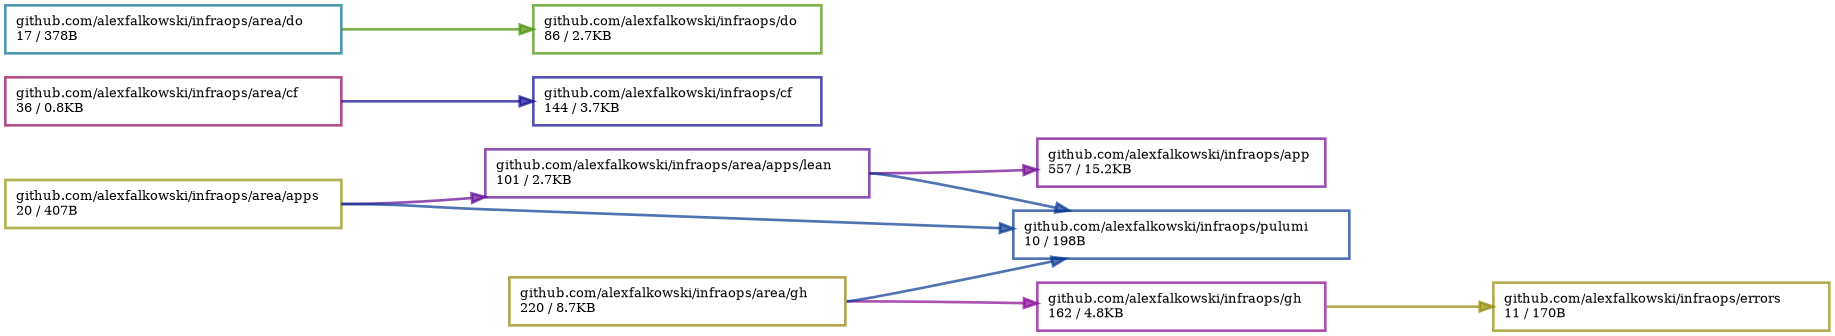 github.com/alexfalkowski/infraops/area/do
17 / 378B
github.com/alexfalkowski/infraops/do
86 / 2.7KB
github.com/alexfalkowski/infraops/area/cf
36 / 0.8KB
github.com/alexfalkowski/infraops/cf
144 / 3.7KB
github.com/alexfalkowski/infraops/area/apps
20 / 407B
github.com/alexfalkowski/infraops/area/apps/lean
101 / 2.7KB
github.com/alexfalkowski/infraops/app
557 / 15.2KB
github.com/alexfalkowski/infraops/pulumi
10 / 198B
github.com/alexfalkowski/infraops/area/gh
220 / 8.7KB
github.com/alexfalkowski/infraops/gh
162 / 4.8KB
github.com/alexfalkowski/infraops/errors
11 / 170B